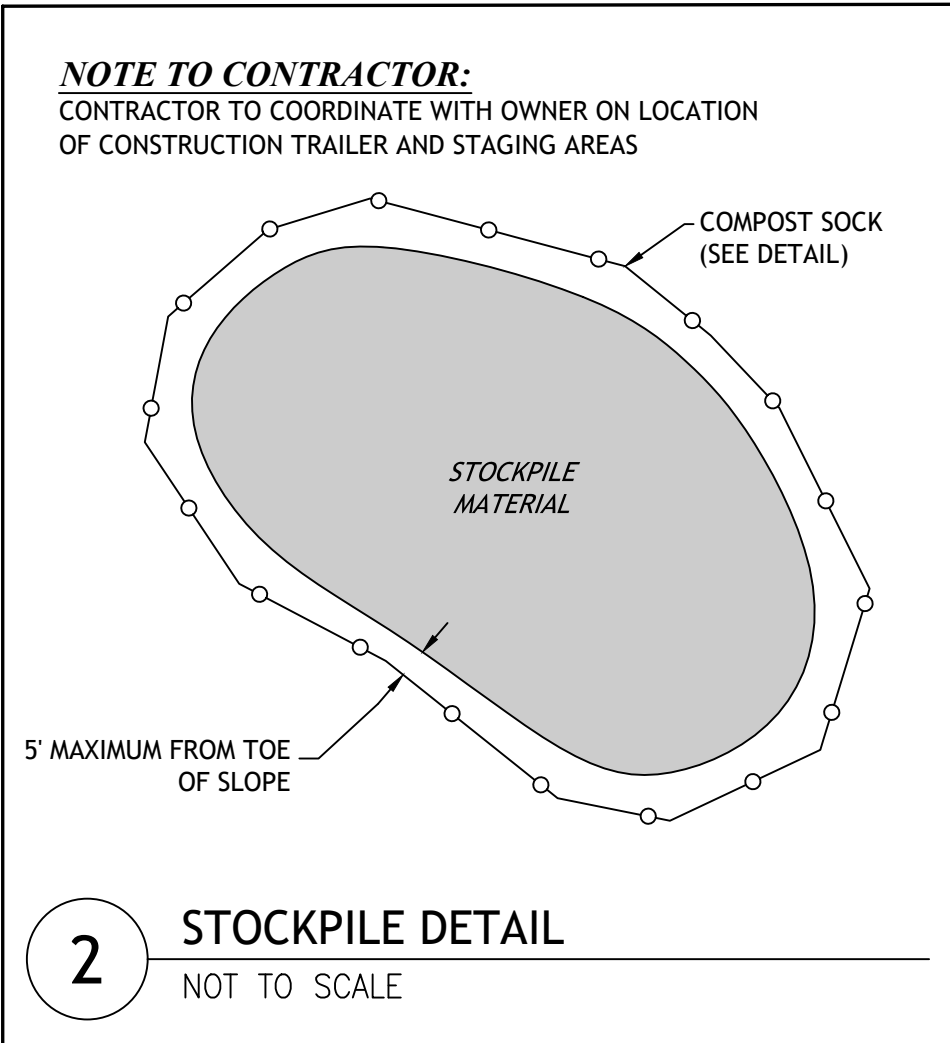 NOTE TO CONTRACTOR:
CONTRACTOR TO COORDINATE WITH OWNER ON LOCATION
OF CONSTRUCTION TRAILER AND STAGING AREAS
COMPOST SOCK
(SEE DETAIL)
STOCKPILE
MATERIAL
5' MAXIMUM FROM TOE
OF SLOPE
2
STOCKPILE DETAIL
NOT TO SCALE